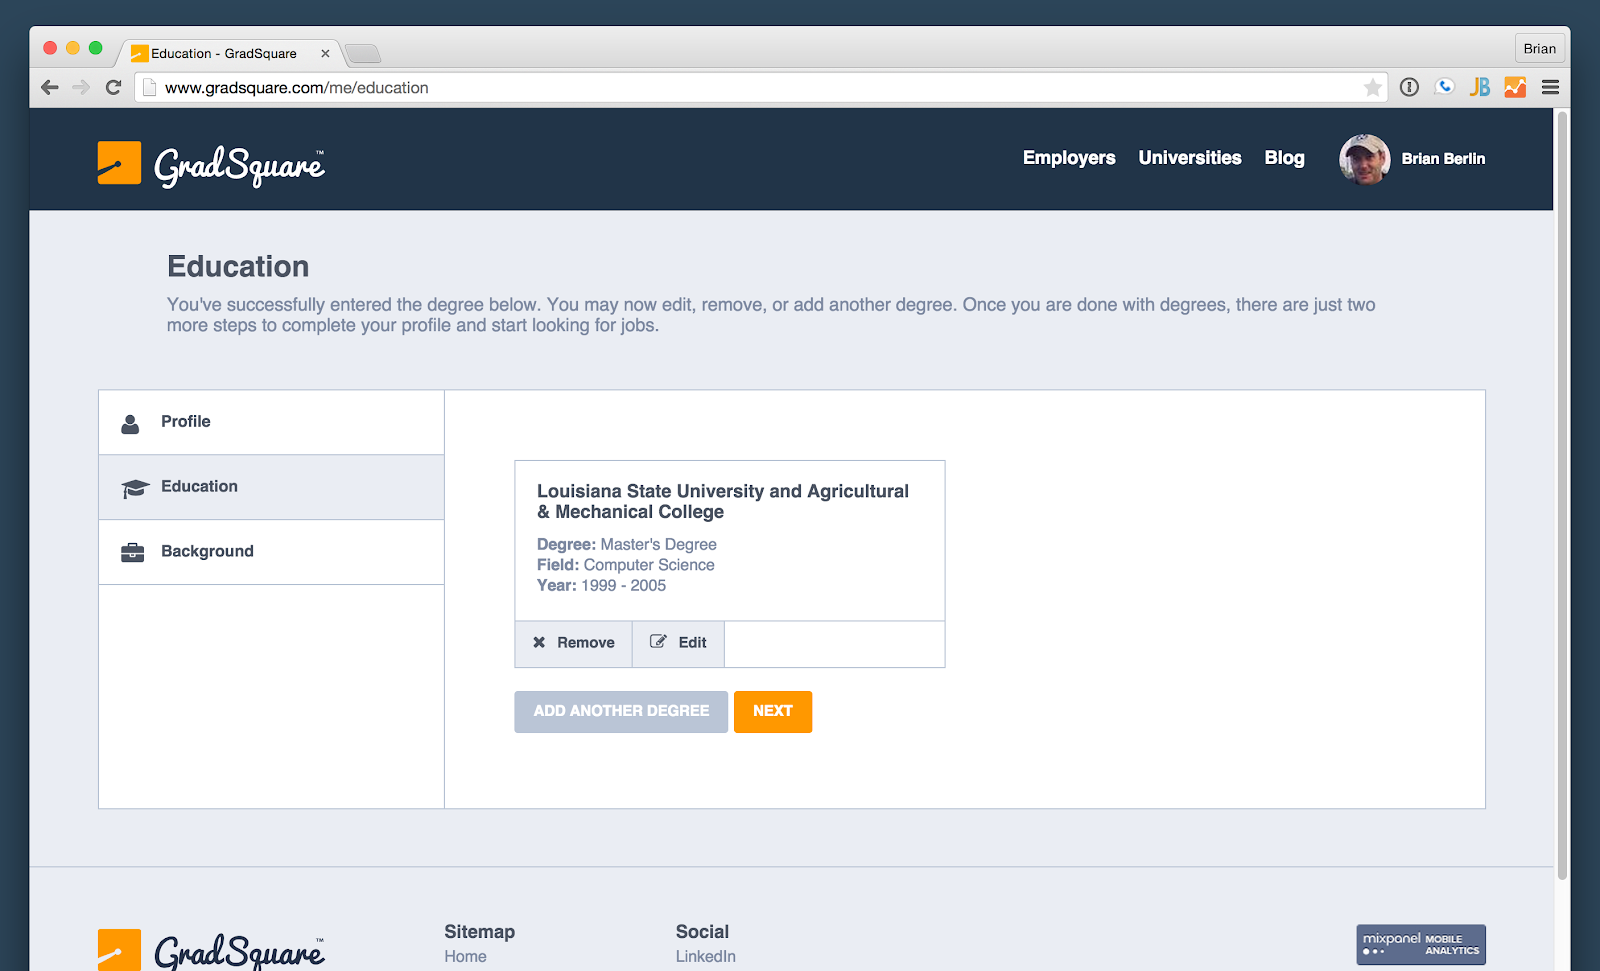 Education - GradSquare
Brian
www.gradsquare.com/me/education
JB
GradSquare™
Employers
Universities
Blog
Brian Berlin
Education
You've successfully entered the degree below. You may now edit, remove, or add another degree. Once you are done with degrees, there are just two
more steps to complete your profile and start looking for jobs.
Profile
Education
Background
Louisiana State University and Agricultural
& Mechanical College
Degree: Master's Degree
Field: Computer Science
Year: 1999 - 2005
Remove
Edit
ADD ANOTHER DEGREE
NEXT
GradSquare™
Sitemap
Home
Social
LinkedIn
mixpanel MOBILE
ANALYTICS